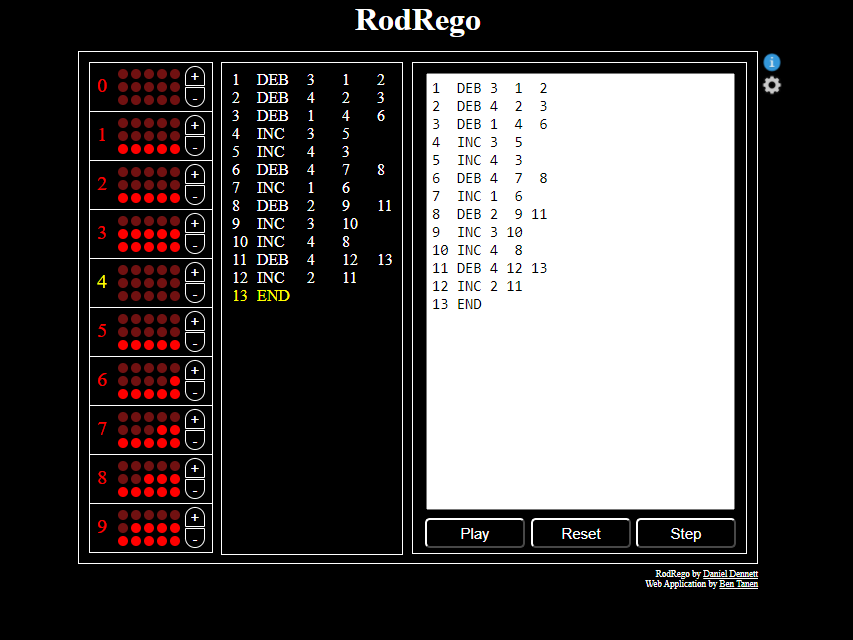 RodRego
0 +
-
1 +
-
2 +
-
3 +
-
4 +
-
5 +
-
6 +
-
7 +
-
8 +
-
9 +
-
1 DEB 3 1 2
2 DEB 4 2 3
3 DEB 1 4 6
4 INC 3 5
5 INC 4 3
6 DEB 4 7 8
7 INC 1 6
8 DEB 2 9 11
9 INC 3 10
10 INC 4 8
11 DEB 4 12 13
12 INC 2 11
13 END
1 DEB 3 1 2
2 DEB 4 2 3
3 DEB 1 4 6
4 INC 3 5
5 INC 4 3
6 DEB 4 7 8
7 INC 1 6
8 DEB 2 9 11
9 INC 3 10
10 INC 4 8
11 DEB 4 12 13
12 INC 2 11
13 END
Play Reset Step
i
RodRego by Daniel Dennett
Web Application by Ben Tanen